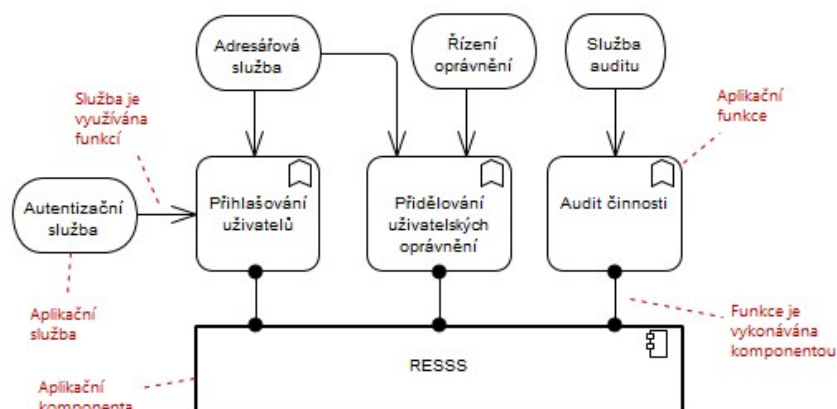 Adresářová
služba
Řízení
oprávnění
Služba
auditu
Služba je
využívána
funkcí
Aplikační
funkce
Autentizační
služba
Přihlašování
uživatelů
Přidělování
uživatelských
oprávnění
Audit činnosti
Aplikační
služba
Funkce je
vykonávána
komponentou
RESSS
Aplikační
komponenta